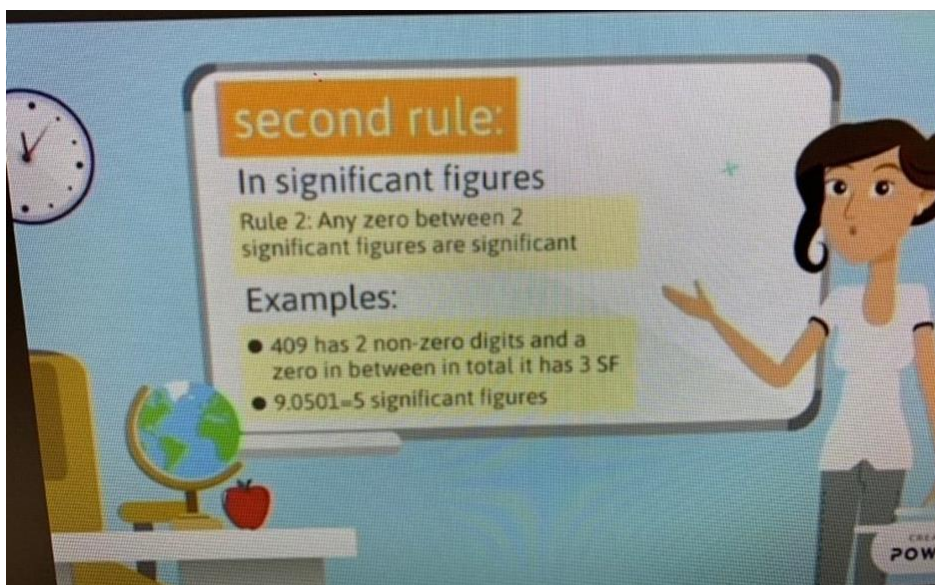 second rule:
In significant figures
Rule 2: Any zero between 2
significant figures are significant
Examples:
● 409 has 2 non-zero digits and a
zero in between in total it has 3 SF
● 9.0501=5 significant figures